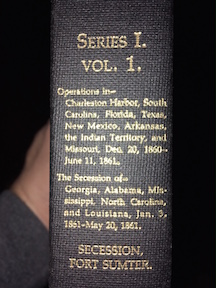 SERIES I.
VOL. 1.
Operations in—
Charleston Harbor, South
Carolina, Florida, Texas,
New Mexico, Arkansas,
the Indian Territory, and
Missouri, Dec. 20, 1860—
June 11, 1861.
The Secession of—
Georgia, Alabama, Mis-
sissippi, North Carolina,
and Louisiana, Jan. 3,
1861—May 20, 1861.
SECESSION.
FORT SUMTER.